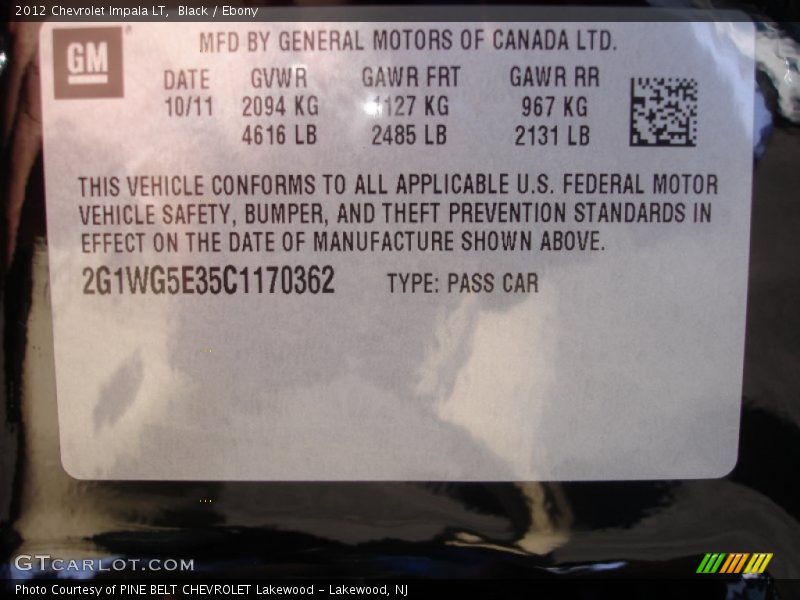 2012 Chevrolet Impala LT, Black / Ebony
GM
MFD BY GENERAL MOTORS OF CANADA LTD.
DATE GVWR GAWR FRT GAWR RR
10/11 2094 KG 1127 KG 967 KG
4616 LB 2485 LB 2131 LB
THIS VEHICLE CONFORMS TO ALL APPLICABLE U.S. FEDERAL MOTOR
VEHICLE SAFETY, BUMPER, AND THEFT PREVENTION STANDARDS IN
EFFECT ON THE DATE OF MANUFACTURE SHOWN ABOVE.
2G1WG5E35C1170362 TYPE: PASS CAR
GTCARLOT.COM
Photo Courtesy of PINE BELT CHEVROLET Lakewood - Lakewood, NJ